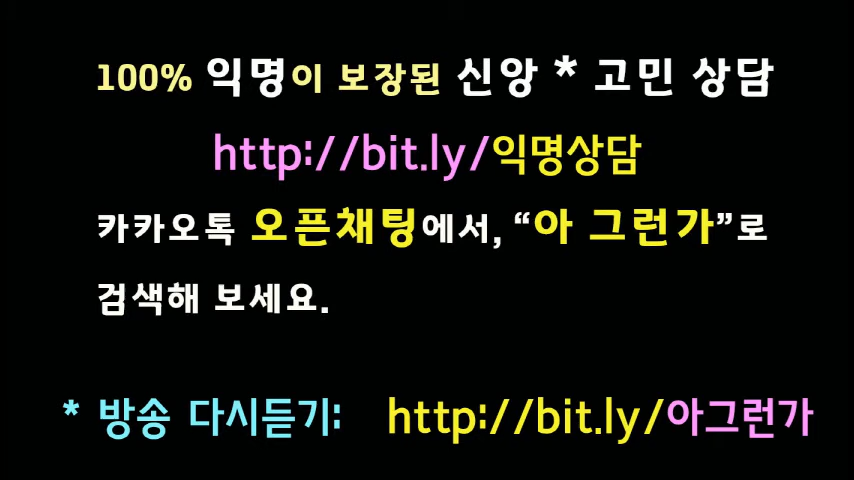 100% 익명이 보장된 신앙 * 고민 상담
http://bit.ly/익명상담
카카오톡 오픈채팅에서, “아 그런가”로
검색해 보세요.
* 방송 다시듣기: http://bit.ly/아그런가